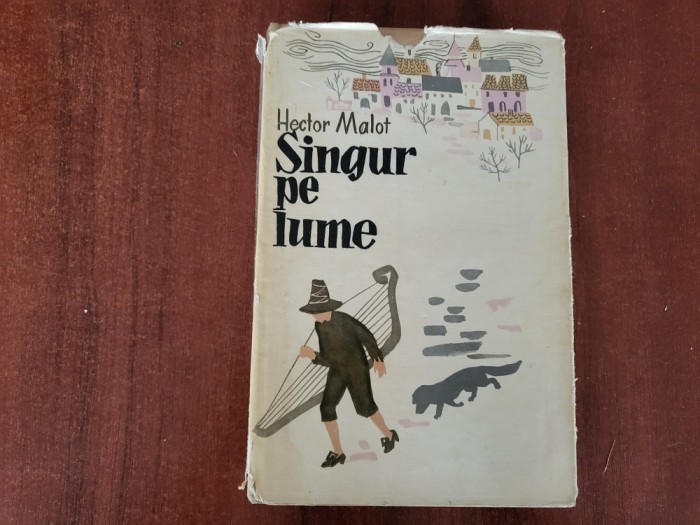 Hector Malot
Singur
pe
lume